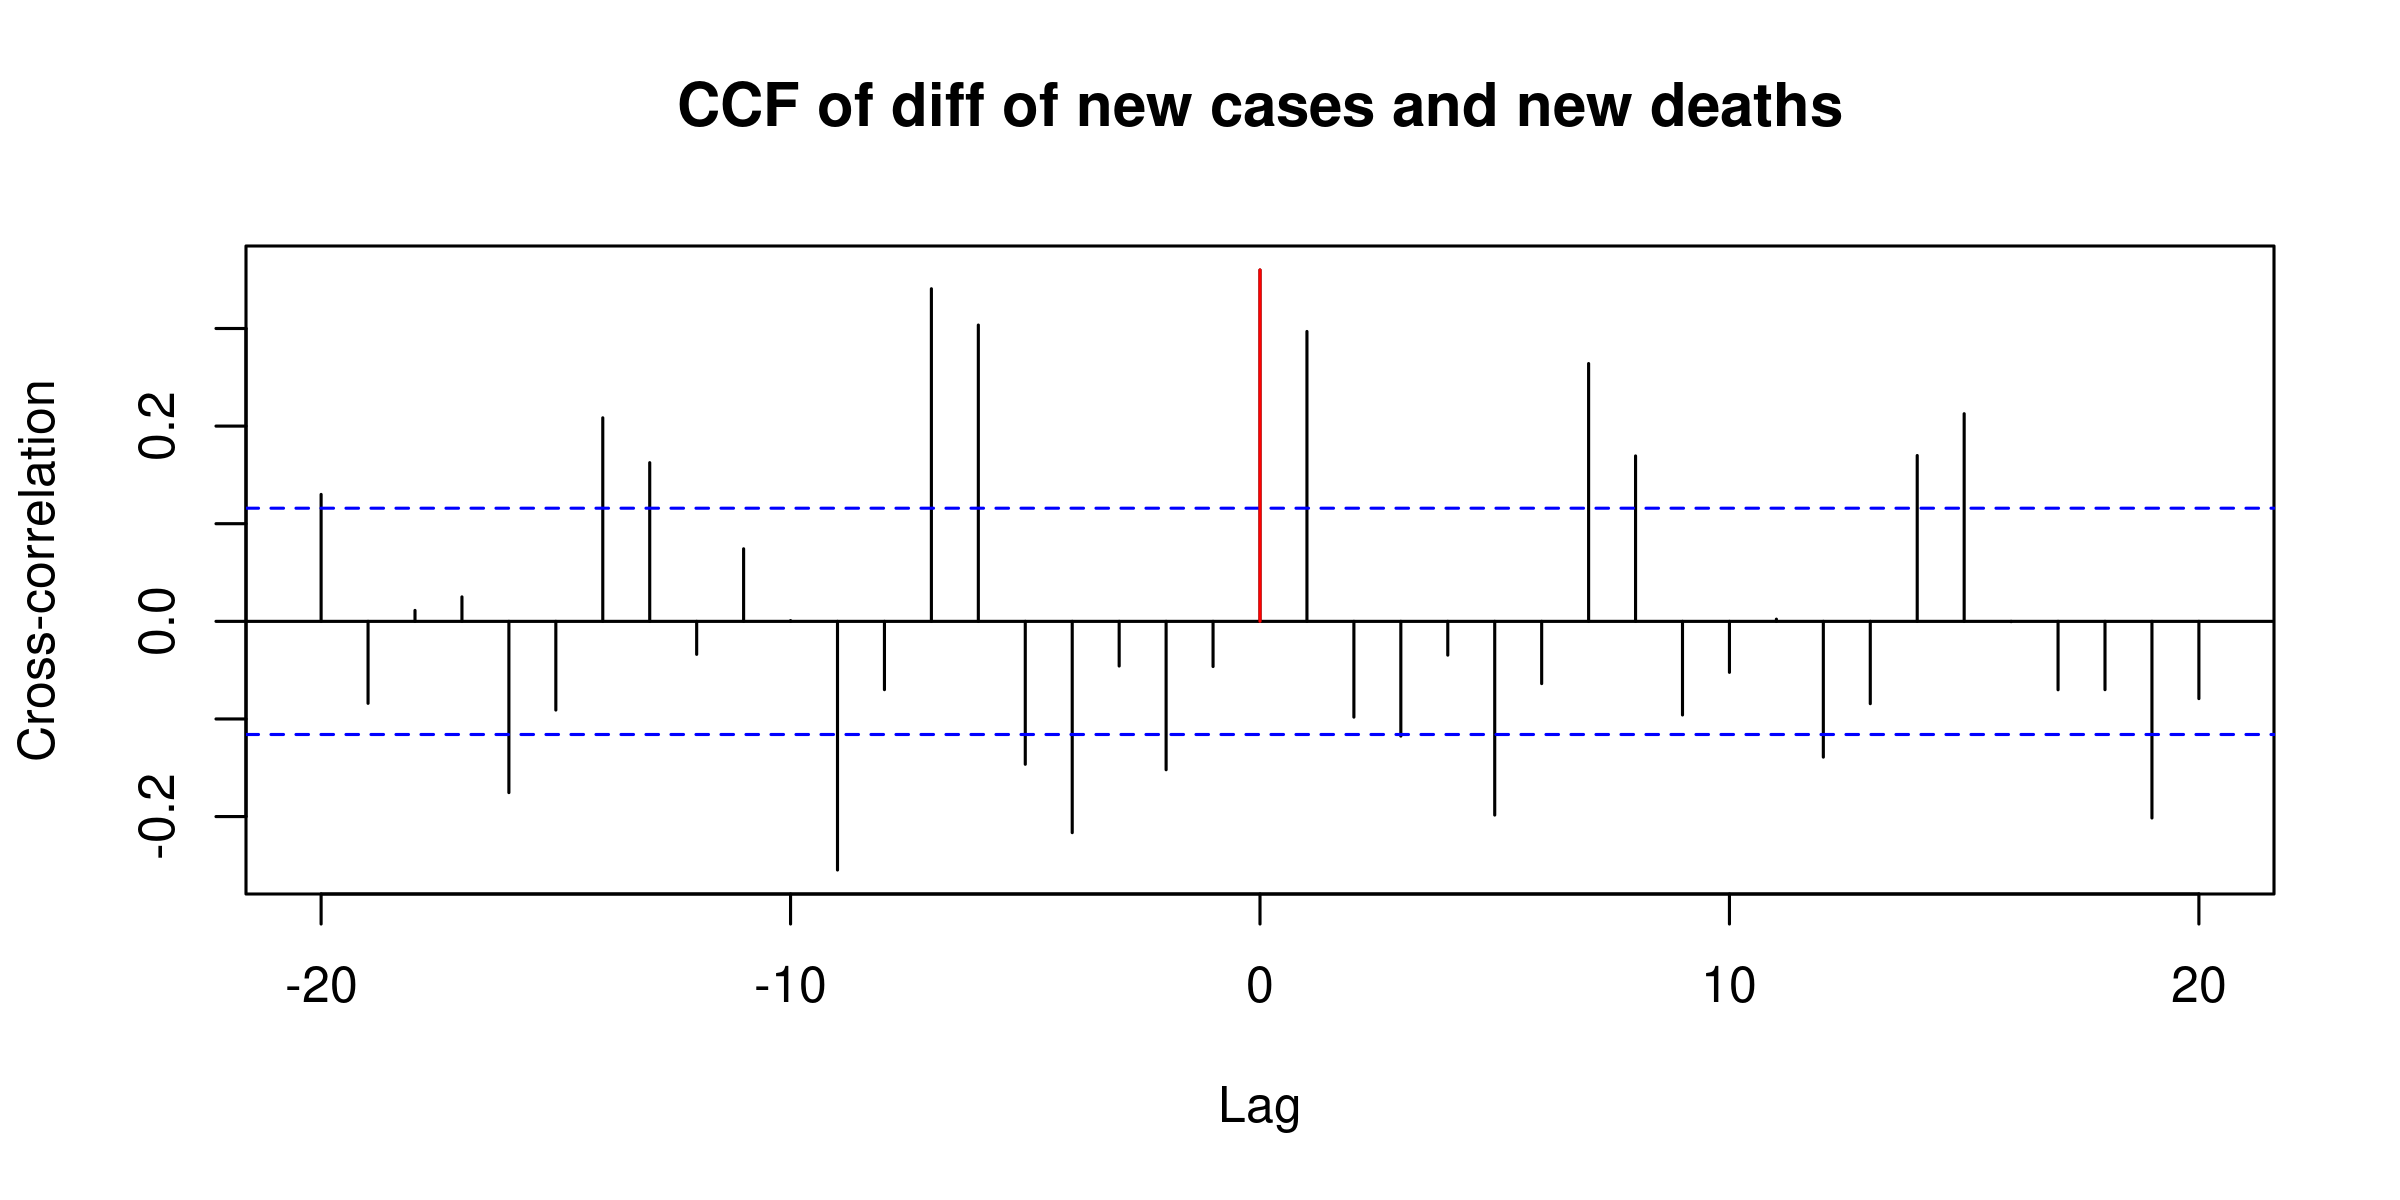 CCF of diff of new cases and new deaths
Cross-correlation
0.2
0.0
-0.2
-20 -10 0 10 20
Lag